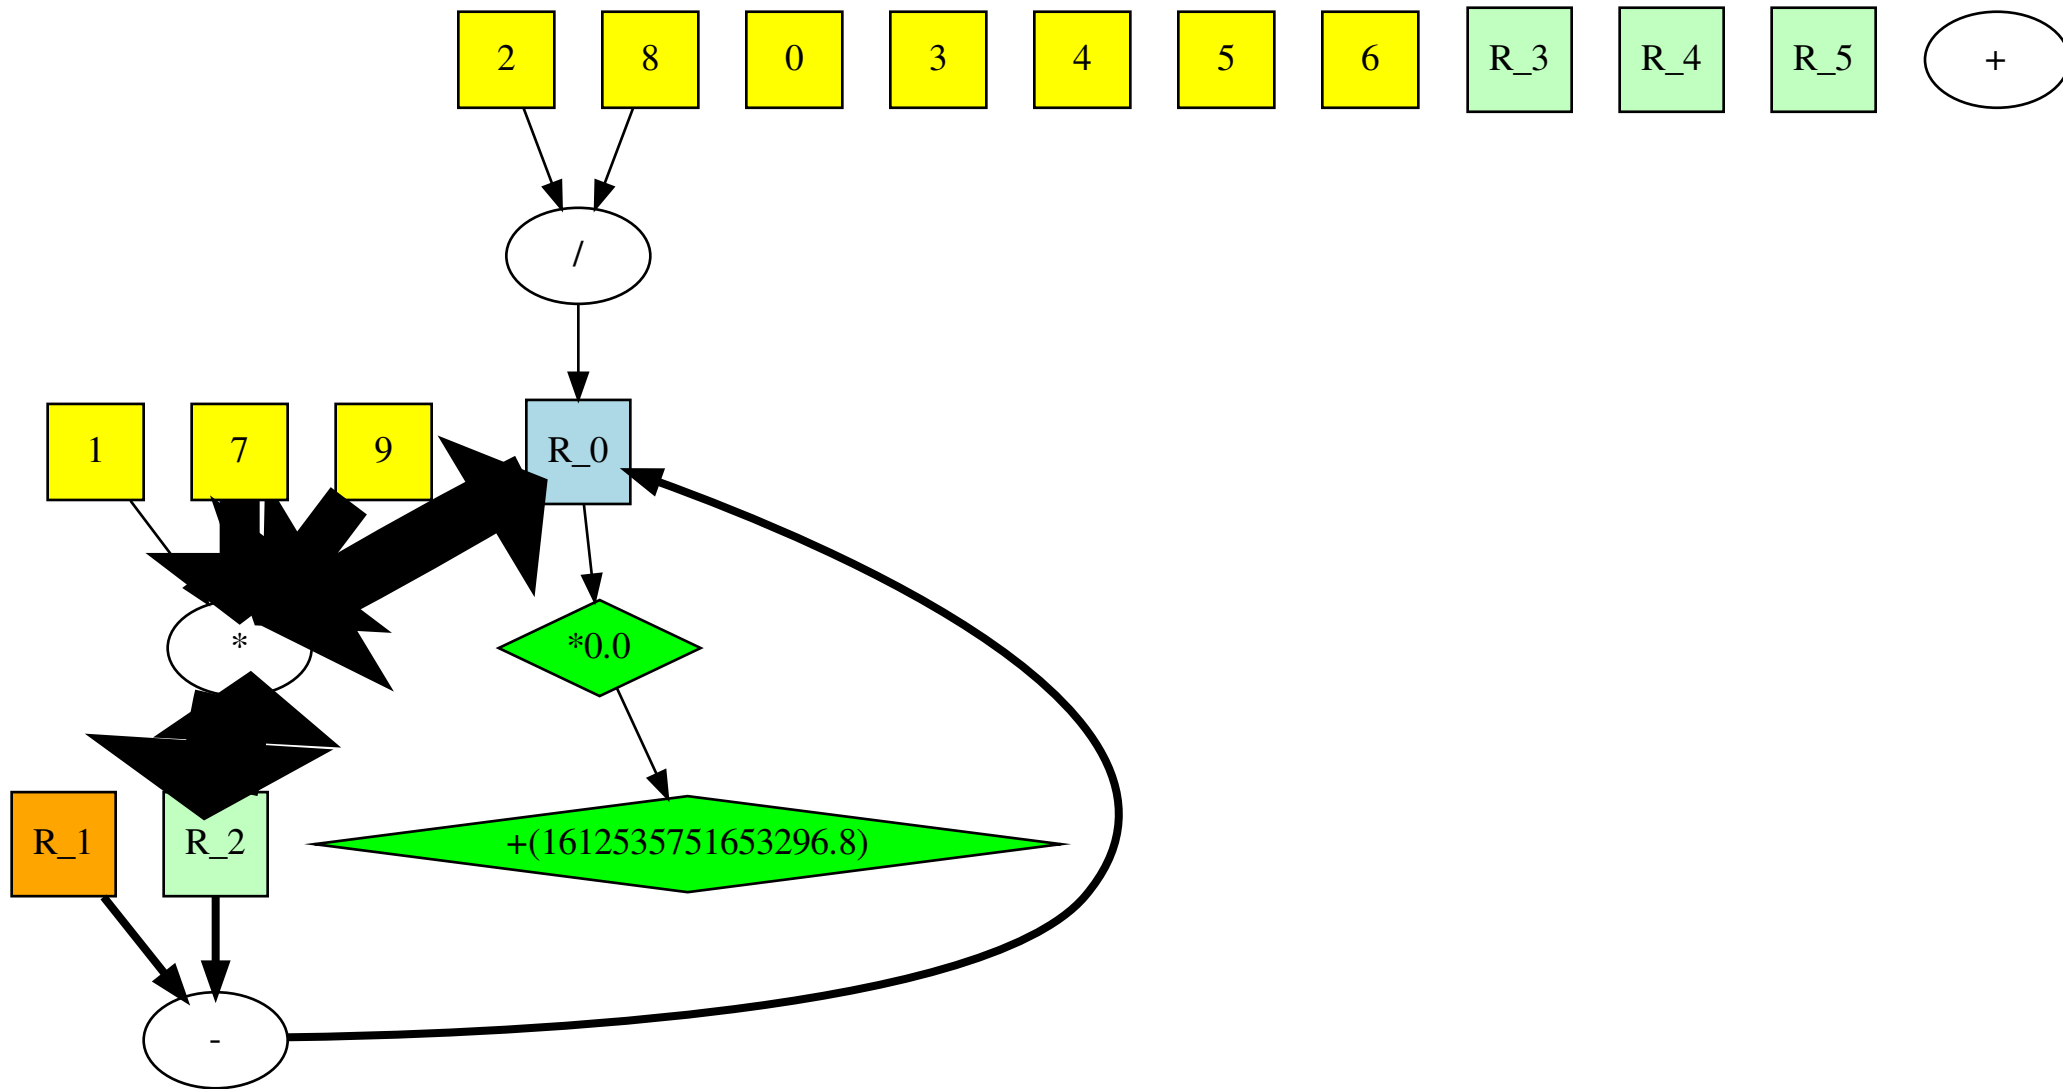 2 8 0 3 4 5 6 R_3 R_4 R_5 +
/
1 7 9 R_0
* *0.0
R_1 R_2 +(1612535751653296.8)
-